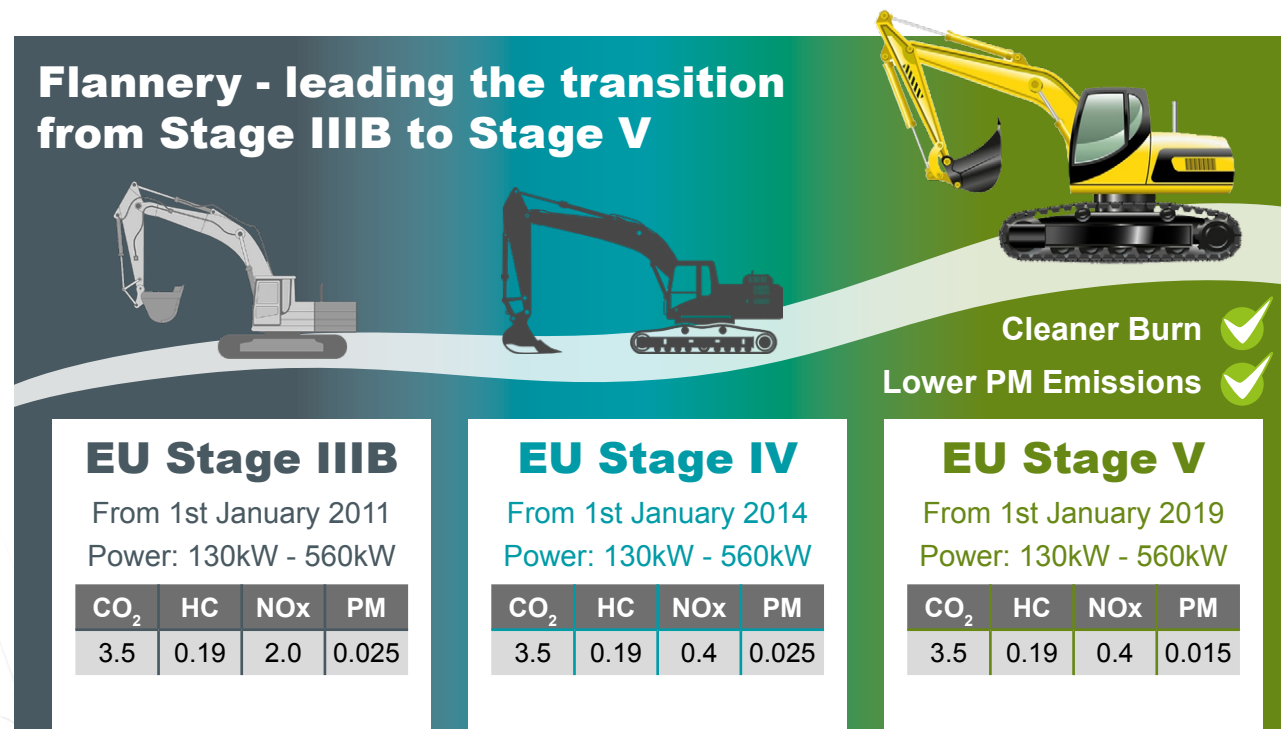 Flannery - leading the transition
from Stage IIIB to Stage V
Cleaner Burn
Lower PM Emissions
EU Stage IIIB
From 1st January 2011
Power: 130kW - 560kW
CO₂ HC NOx PM
3.5 0.19 2.0 0.025
EU Stage IV
From 1st January 2014
Power: 130kW - 560kW
CO₂ HC NOx PM
3.5 0.19 0.4 0.025
EU Stage V
From 1st January 2019
Power: 130kW - 560kW
CO₂ HC NOx PM
3.5 0.19 0.4 0.015